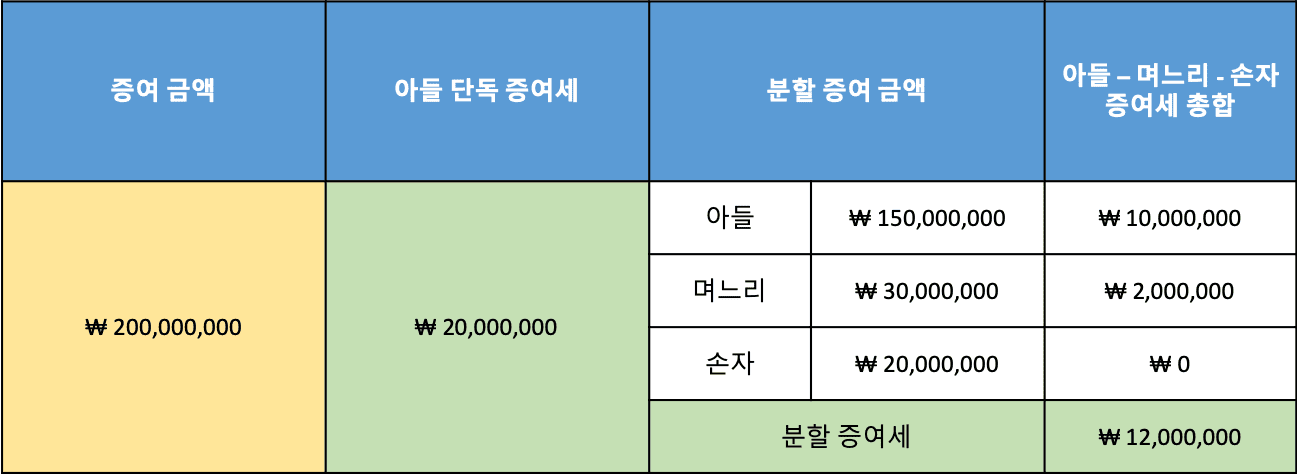 증여 금액
아들 단독 증여세
분할 증여 금액
아들 – 며느리 - 손자
증여세 총합
₩ 200,000,000
₩ 20,000,000
아들
₩ 150,000,000
₩ 10,000,000
며느리
₩ 30,000,000
₩ 2,000,000
손자
₩ 20,000,000
₩ 0
분할 증여세
₩ 12,000,000